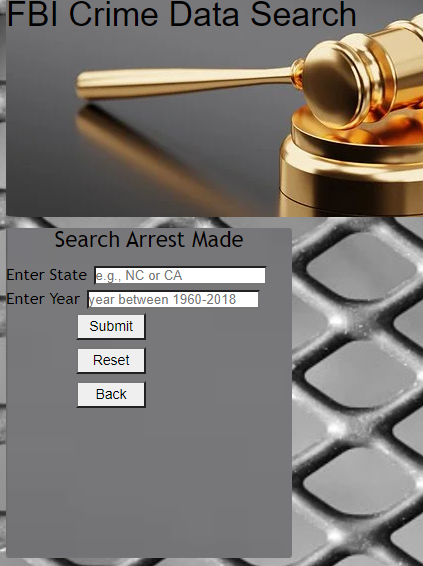 FBI Crime Data Search
Search Arrest Made
Enter State e.g., NC or CA
Enter Year year between 1960-2018
Submit
Reset
Back